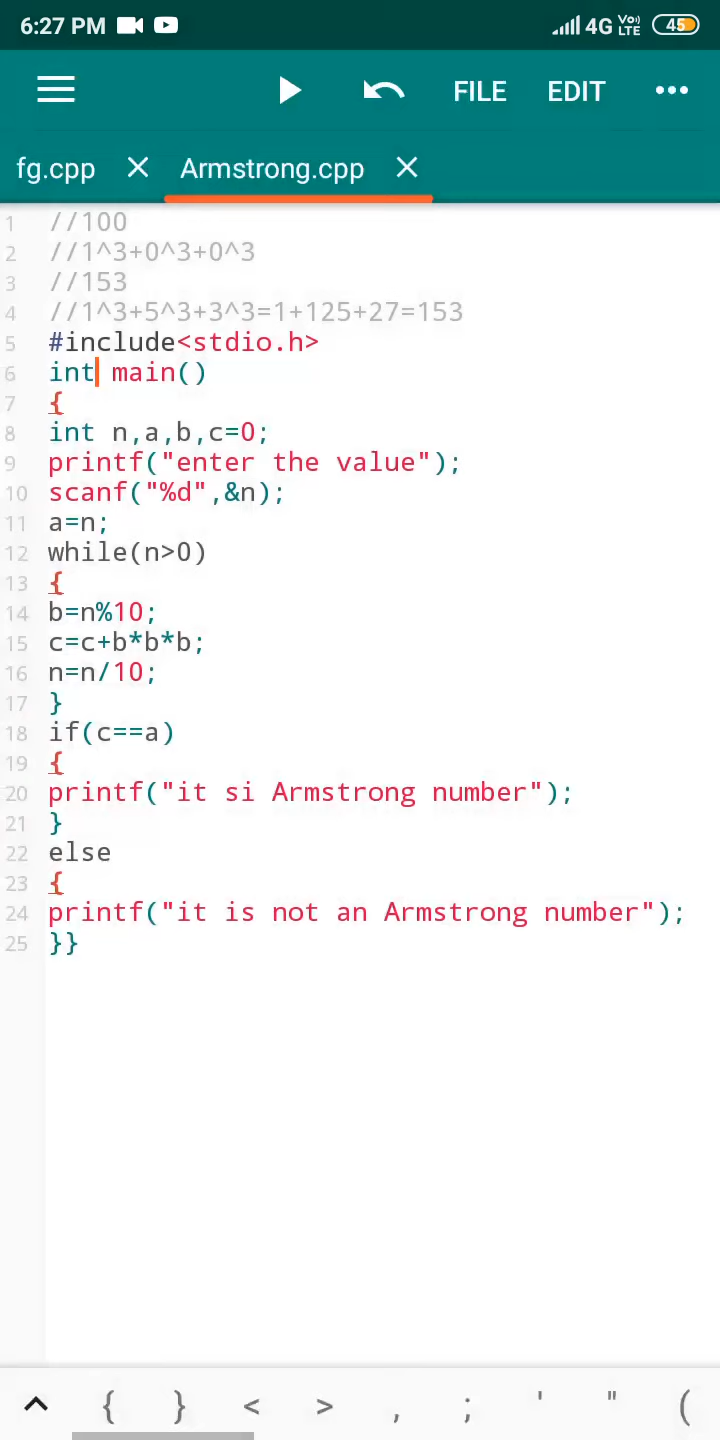 6:27 PM 4G Vo) LTE 45
FILE EDIT
fg.cpp Armstrong.cpp
1 //100
2 //1^3+0^3+0^3
3 //153
4 //1^3+5^3+3^3=1+125+27=153
5 #include<stdio.h>
6 int main()
7 {
8 int n,a,b,c=0;
9 printf("enter the value");
10 scanf("%d",&n);
11 a=n;
12 while(n>0)
13 {
14 b=n%10;
15 c=c+b*b*b;
16 n=n/10;
17 }
18 if(c==a)
19 {
20 printf("it si Armstrong number");
21 }
22 else
23 {
24 printf("it is not an Armstrong number");
25 }}
{ } < > , ; ' " (